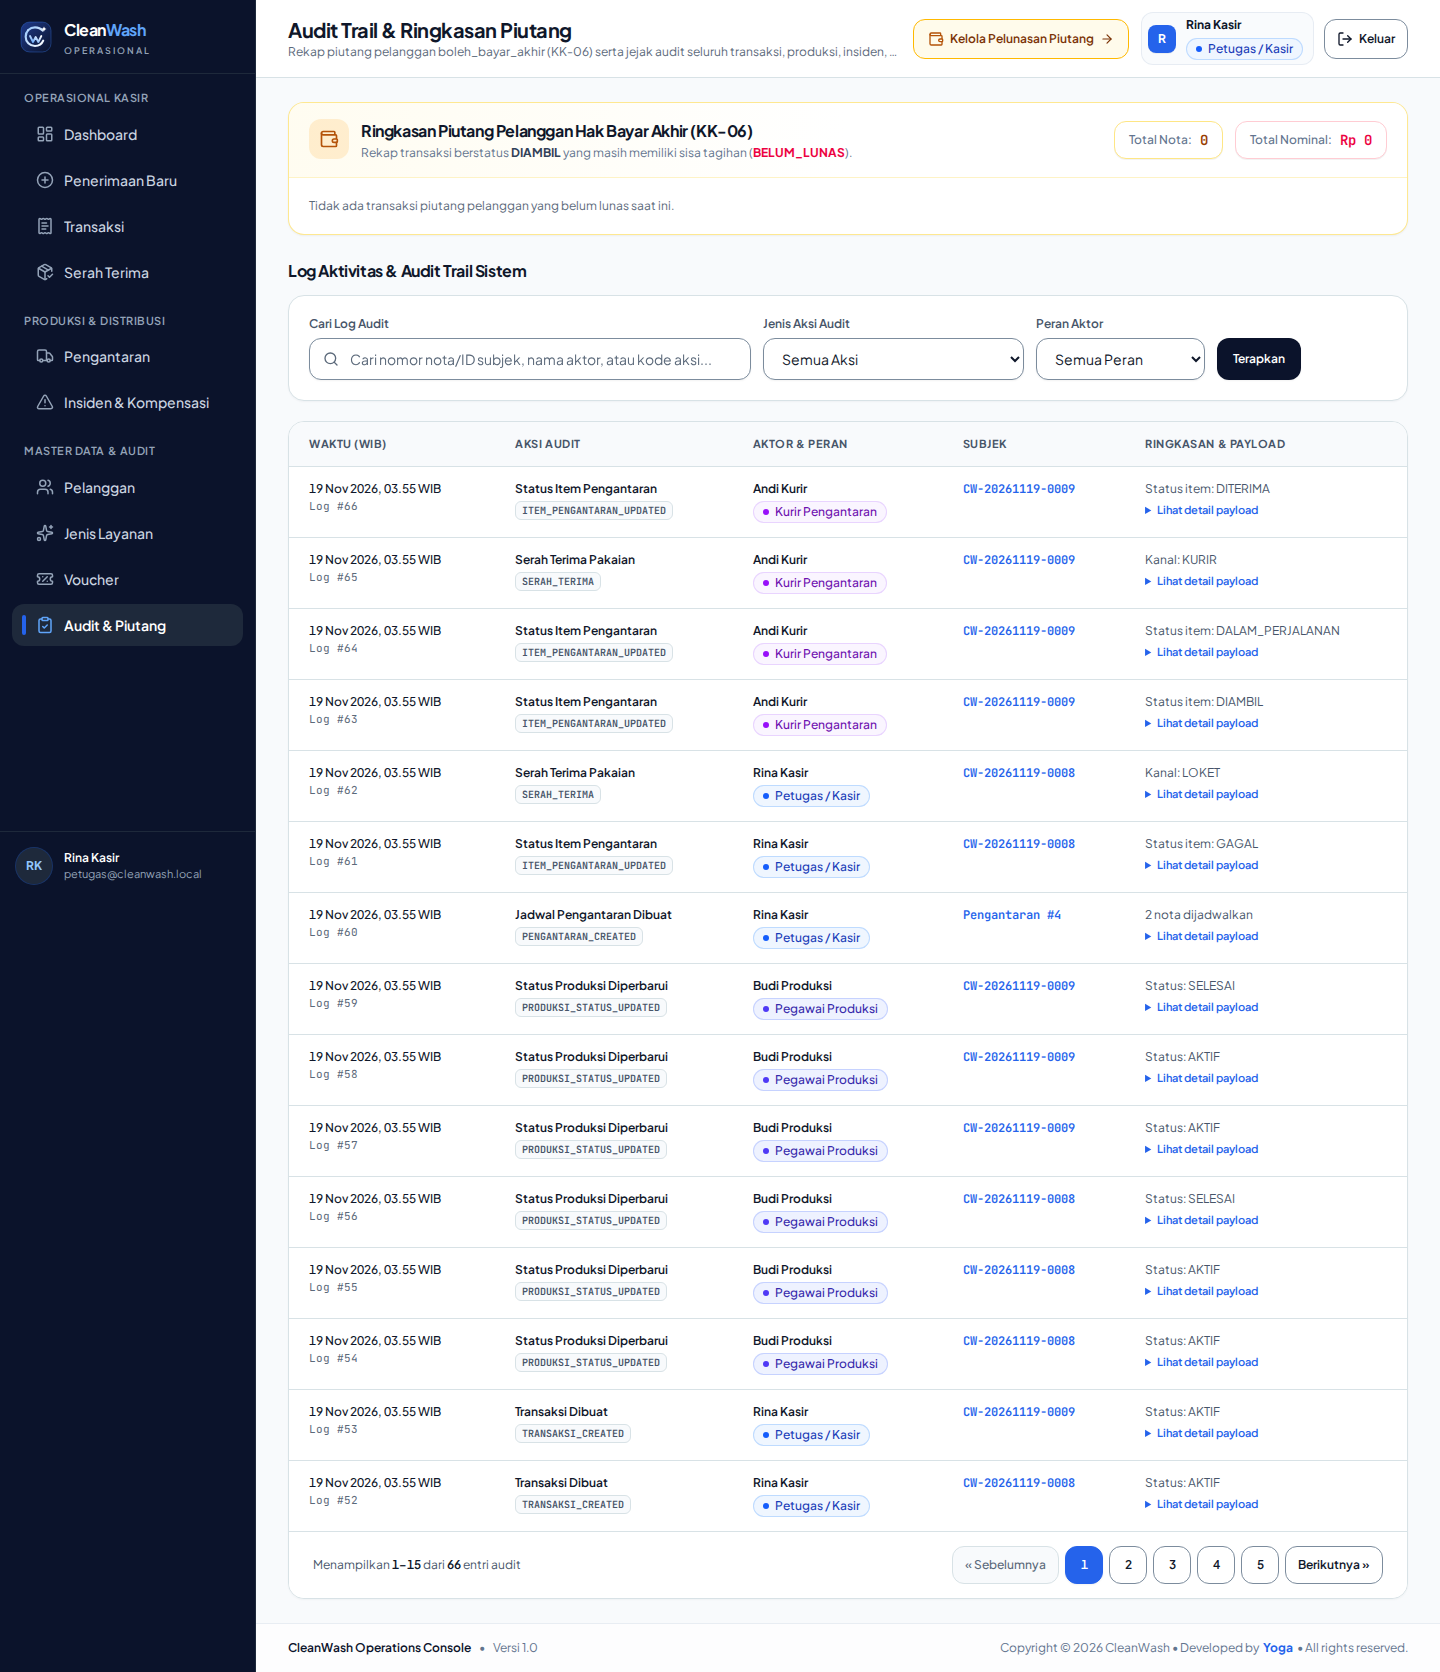 CleanWash
OPERASIONAL
OPERASIONAL KASIR
Dashboard
Penerimaan Baru
Transaksi
Serah Terima
PRODUKSI & DISTRIBUSI
Pengantaran
Insiden & Kompensasi
MASTER DATA & AUDIT
Pelanggan
Jenis Layanan
Voucher
Audit & Piutang
RK
Rina Kasir
petugas@cleanwash.local
Audit Trail & Ringkasan Piutang
Rekap piutang pelanggan boleh_bayar_akhir (KK-06) serta jejak audit seluruh transaksi, produksi, insiden, ...
Kelola Pelunasan Piutang →
R
Rina Kasir
Petugas / Kasir
Keluar
Ringkasan Piutang Pelanggan Hak Bayar Akhir (KK-06)
Rekap transaksi berstatus DIAMBIL yang masih memiliki sisa tagihan (BELUM_LUNAS).
Total Nota: 0
Total Nominal: Rp 0
Tidak ada transaksi piutang pelanggan yang belum lunas saat ini.
Log Aktivitas & Audit Trail Sistem
Cari Log Audit
Jenis Aksi Audit
Peran Aktor
Cari nomor nota/ID subjek, nama aktor, atau kode aksi...
Semua Aksi
Semua Peran
Terapkan
WAKTU (WIB) AKSI AUDIT AKTOR & PERAN SUBJEK RINGKASAN & PAYLOAD
19 Nov 2026, 03.55 WIB Status Item Pengantaran Andi Kurir CW-20261119-0009 Status item: DITERIMA
Log #66 ITEM_PENGANTARAN_UPDATED Kurir Pengantaran ▶ Lihat detail payload
19 Nov 2026, 03.55 WIB Serah Terima Pakaian Andi Kurir CW-20261119-0009 Kanal: KURIR
Log #65 SERAH_TERIMA Kurir Pengantaran ▶ Lihat detail payload
19 Nov 2026, 03.55 WIB Status Item Pengantaran Andi Kurir CW-20261119-0009 Status item: DALAM_PERJALANAN
Log #64 ITEM_PENGANTARAN_UPDATED Kurir Pengantaran ▶ Lihat detail payload
19 Nov 2026, 03.55 WIB Status Item Pengantaran Andi Kurir CW-20261119-0009 Status item: DIAMBIL
Log #63 ITEM_PENGANTARAN_UPDATED Kurir Pengantaran ▶ Lihat detail payload
19 Nov 2026, 03.55 WIB Serah Terima Pakaian Rina Kasir CW-20261119-0008 Kanal: LOKET
Log #62 SERAH_TERIMA Petugas / Kasir ▶ Lihat detail payload
19 Nov 2026, 03.55 WIB Status Item Pengantaran Rina Kasir CW-20261119-0008 Status item: GAGAL
Log #61 ITEM_PENGANTARAN_UPDATED Petugas / Kasir ▶ Lihat detail payload
19 Nov 2026, 03.55 WIB Jadwal Pengantaran Dibuat Rina Kasir Pengantaran #4 2 nota dijadwalkan
Log #60 PENGANTARAN_CREATED Petugas / Kasir ▶ Lihat detail payload
19 Nov 2026, 03.55 WIB Status Produksi Diperbarui Budi Produksi CW-20261119-0009 Status: SELESAI
Log #59 PRODUKSI_STATUS_UPDATED Pegawai Produksi ▶ Lihat detail payload
19 Nov 2026, 03.55 WIB Status Produksi Diperbarui Budi Produksi CW-20261119-0009 Status: AKTIF
Log #58 PRODUKSI_STATUS_UPDATED Pegawai Produksi ▶ Lihat detail payload
19 Nov 2026, 03.55 WIB Status Produksi Diperbarui Budi Produksi CW-20261119-0009 Status: AKTIF
Log #57 PRODUKSI_STATUS_UPDATED Pegawai Produksi ▶ Lihat detail payload
19 Nov 2026, 03.55 WIB Status Produksi Diperbarui Budi Produksi CW-20261119-0008 Status: SELESAI
Log #56 PRODUKSI_STATUS_UPDATED Pegawai Produksi ▶ Lihat detail payload
19 Nov 2026, 03.55 WIB Status Produksi Diperbarui Budi Produksi CW-20261119-0008 Status: AKTIF
Log #55 PRODUKSI_STATUS_UPDATED Pegawai Produksi ▶ Lihat detail payload
19 Nov 2026, 03.55 WIB Status Produksi Diperbarui Budi Produksi CW-20261119-0008 Status: AKTIF
Log #54 PRODUKSI_STATUS_UPDATED Pegawai Produksi ▶ Lihat detail payload
19 Nov 2026, 03.55 WIB Transaksi Dibuat Rina Kasir CW-20261119-0009 Status: AKTIF
Log #53 TRANSAKSI_CREATED Petugas / Kasir ▶ Lihat detail payload
19 Nov 2026, 03.55 WIB Transaksi Dibuat Rina Kasir CW-20261119-0008 Status: AKTIF
Log #52 TRANSAKSI_CREATED Petugas / Kasir ▶ Lihat detail payload
Menampilkan 1–15 dari 66 entri audit
« Sebelumnya 1 2 3 4 5 Berikutnya »
CleanWash Operations Console • Versi 1.0
Copyright © 2026 CleanWash • Developed by Yoga • All rights reserved.